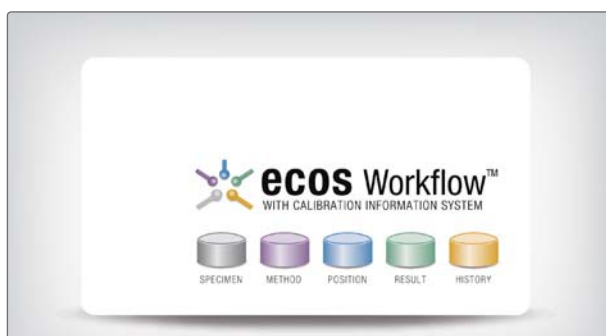 ecos Workflow™
WITH CALIBRATION INFORMATION SYSTEM
SPECIMEN METHOD POSITION RESULT HISTORY